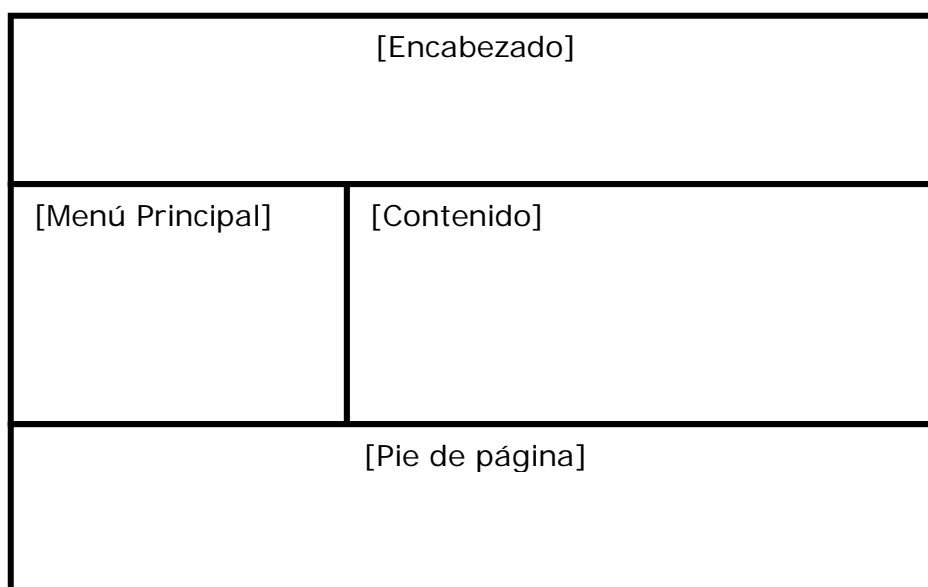 [Encabezado]
[Menú Principal]
[Contenido]
[Pie de página]